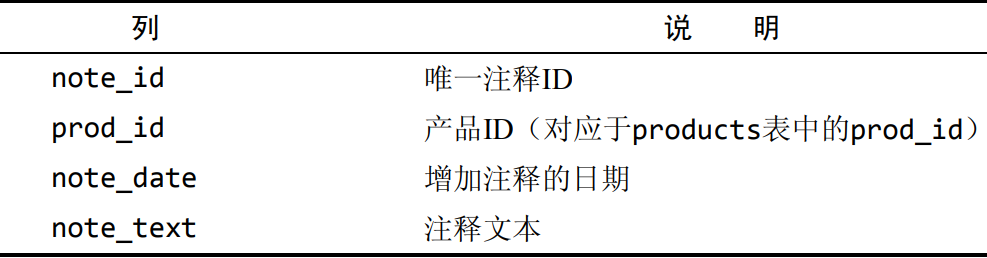 列 说 明
note_id 唯一注释ID
prod_id 产品ID（对应于products表中的prod_id）
note_date 增加注释的日期
note_text 注释文本